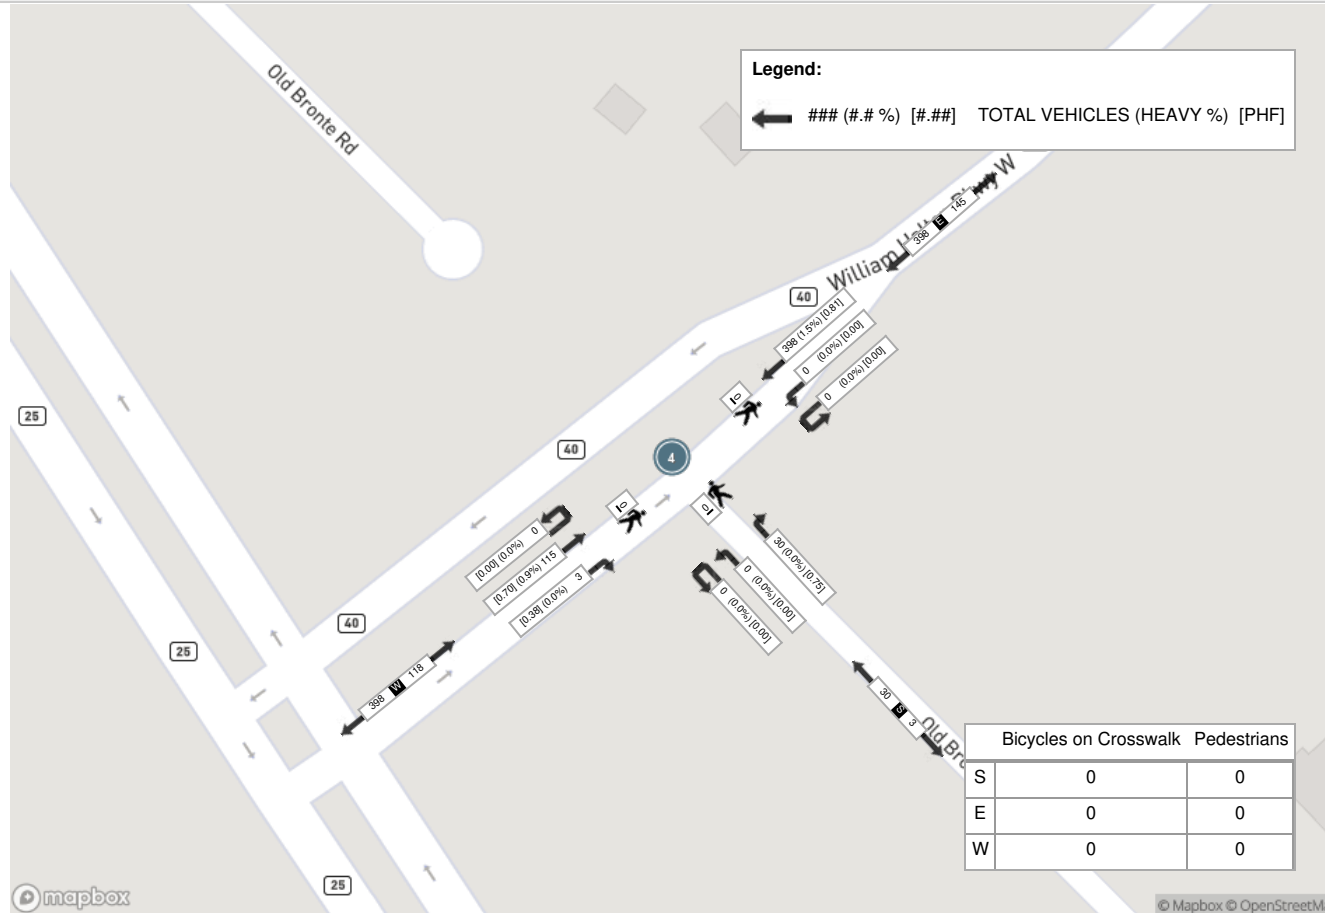 Old Bronte Rd
Legend:
### (#.# %) [#.##] TOTAL VEHICLES (HEAVY %) [PHF]
398 E 145
William
W
40
398 (1.5%) [0.81]
0 (0.0%) [0.00]
0 (0.0%) [0.00]
0
25
40
4
0
0
[0.00] (0.0%) 0
[0.70] (0.9%) 115
[0.38] (0.0%) 3
30 (0.0%) [0.75]
0 (0.0%) [0.00]
0 (0.0%) [0.00]
40
25
398 W 118
30 S 3
Old Bro
Bicycles on Crosswalk Pedestrians
S 0 0
E 0 0
W 0 0
25
mapbox
© Mapbox © OpenStreetM